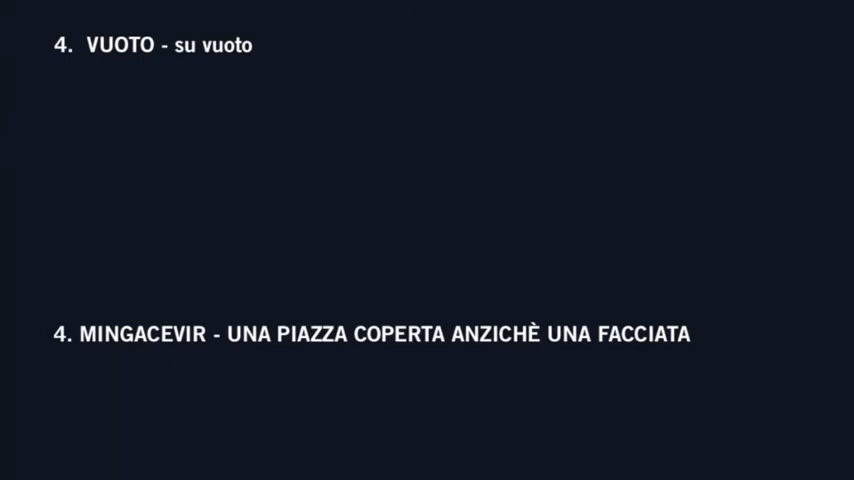 4. VUOTO - su vuoto
4. MINGACEVIR - UNA PIAZZA COPERTA ANZICHÈ UNA FACCIATA